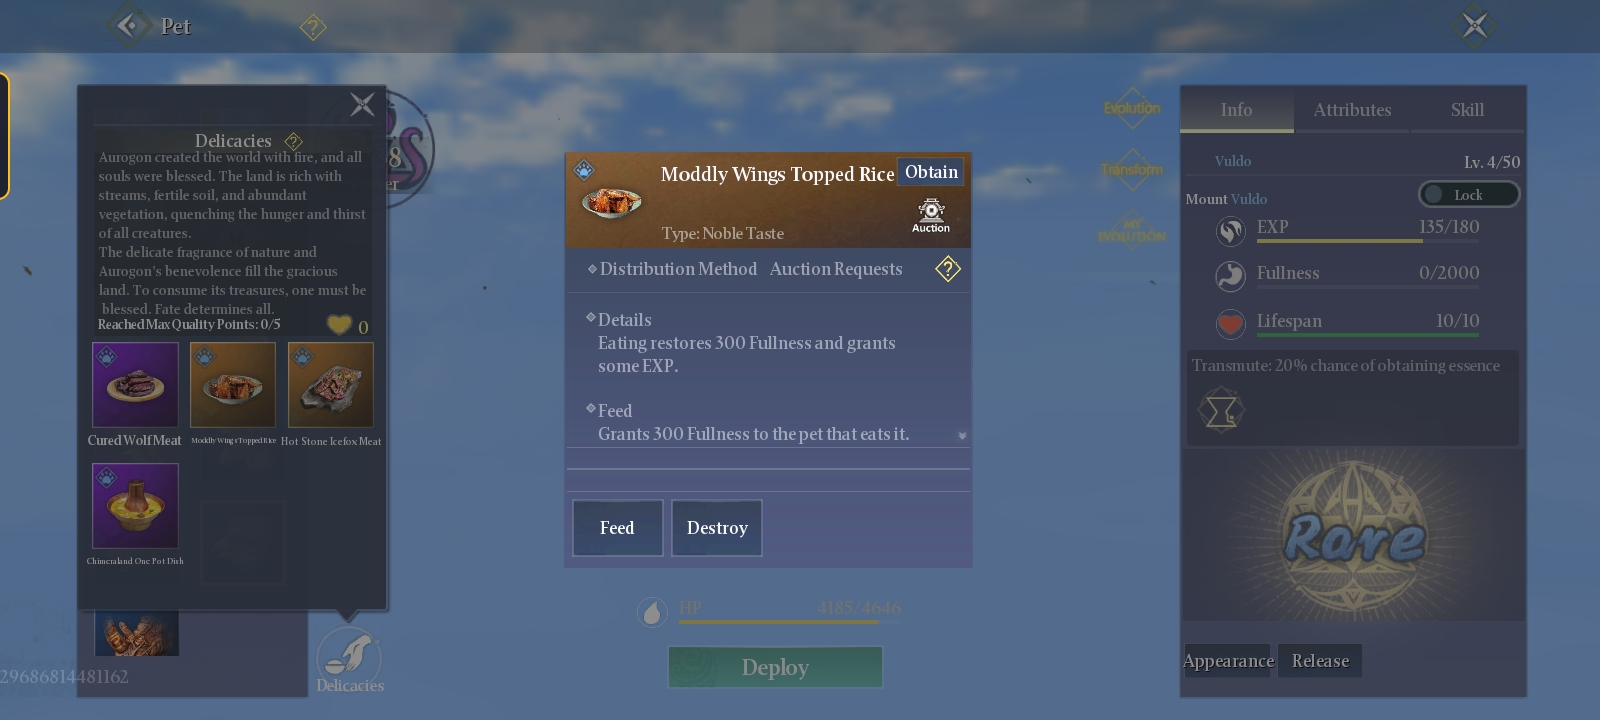 Pet
Delicacies
Aurogon created the world with fire, and all
souls were blessed. The land is rich with
streams, fertile soil, and abundant
vegetation, quenching the hunger and thirst
of all creatures.
The delicate fragrance of nature and
Aurogon's benevolence fill the gracious
land. To consume its treasures, one must be
blessed. Fate determines all.
Reached Max Quality Points: 0/5
0
Cured Wolf Meat
Moddly Wings Topped Rice
Hot Stone Icefox Meat
Chimeraland One Pot Dish
29686814481162
Delicacies
Moddly Wings Topped Rice
Obtain
Type: Noble Taste
Auction
Distribution Method Auction Requests
Details
Eating restores 300 Fullness and grants
some EXP.
Feed
Grants 300 Fullness to the pet that eats it.
Feed
Destroy
HP 4185/4646
Deploy
Evolution
Transform
MY
EVOLUTION
Info
Attributes
Skill
Vuldo
Lv. 4/50
Mount Vuldo
Lock
EXP 135/180
Fullness 0/2000
Lifespan 10/10
Transmute: 20% chance of obtaining essence
Rare
Appearance
Release